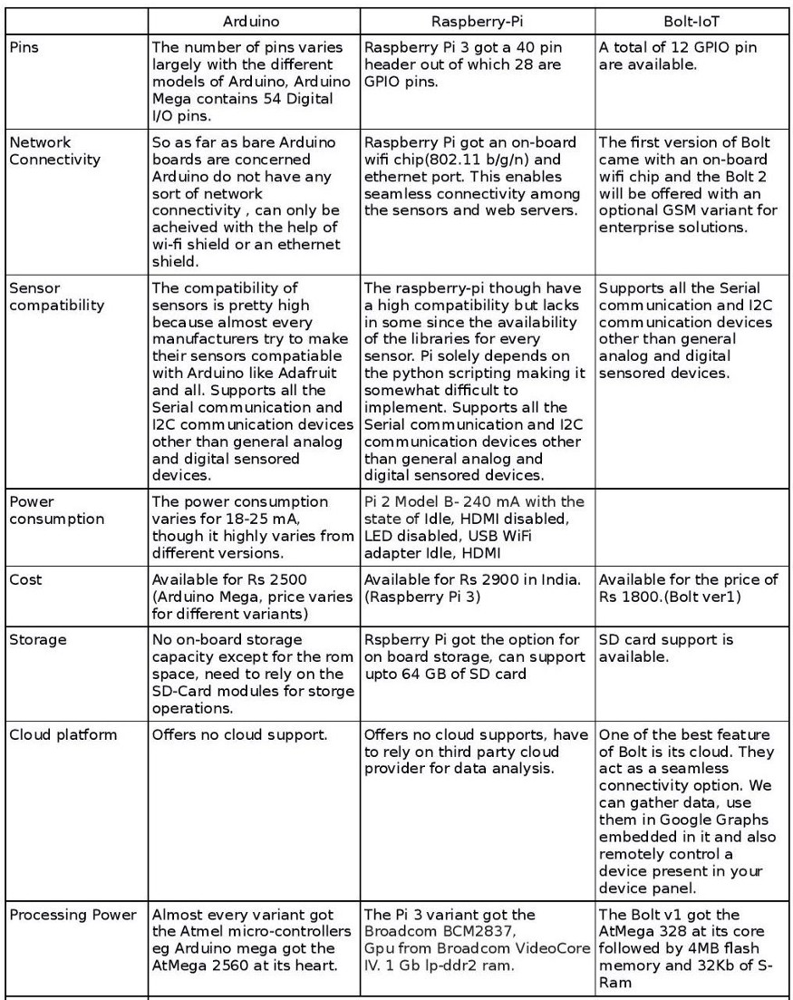 Arduino
Raspberry-Pi
Bolt-IoT
Pins
The number of pins varies
largely with the different
models of Arduino, Arduino
Mega contains 54 Digital
I/O pins.
Raspberry Pi 3 got a 40 pin
header out of which 28 are
GPIO pins.
A total of 12 GPIO pin
are available.
Network
Connectivity
So as far as bare Arduino
boards are concerned
Arduino do not have any
sort of network
connectivity , can only be
acheived with the help of
wi-fi shield or an ethernet
shield.
Raspberry Pi got an on-board
wifi chip(802.11 b/g/n) and
ethernet port. This enables
seamless connectivity among
the sensors and web servers.
The first version of Bolt
came with an on-board
wifi chip and the Bolt 2
will be offered with an
optional GSM variant for
enterprise solutions.
Sensor
compatibility
The compatibility of
sensors is pretty high
because almost every
manufacturers try to make
their sensors compatiable
with Arduino like Adafruit
and all. Supports all the
Serial communication and
I2C communication devices
other than general analog
and digital sensored
devices.
The raspberry-pi though have
a high compatibility but lacks
in some since the availability
of the libraries for every
sensor. Pi solely depends on
the python scripting making it
somewhat difficult to
implement. Supports all the
Serial communication and I2C
communication devices other
than general analog and
digital sensored devices.
Supports all the Serial
communication and I2C
communication devices
other than general
analog and digital
sensored devices.
Power
consumption
The power consumption
varies for 18-25 mA,
though it highly varies from
different versions.
Pi 2 Model B- 240 mA with the
state of Idle, HDMI disabled,
LED disabled, USB WiFi
adapter Idle, HDMI
Cost
Available for Rs 2500
(Arduino Mega, price varies
for different variants)
Available for Rs 2900 in India.
(Raspberry Pi 3)
Available for the price of
Rs 1800.(Bolt ver1)
Storage
No on-board storage
capacity except for the rom
space, need to rely on the
SD-Card modules for storge
operations.
Rspberry Pi got the option for
on board storage, can support
upto 64 GB of SD card
SD card support is
available.
Cloud platform
Offers no cloud support.
Offers no cloud supports, have
to rely on third party cloud
provider for data analysis.
One of the best feature
of Bolt is its cloud. They
act as a seamless
connectivity option. We
can gather data, use
them in Google Graphs
embedded in it and also
remotely control a
device present in your
device panel.
Processing Power
Almost every variant got
the Atmel micro-controllers
eg Arduino mega got the
AtMega 2560 at its heart.
The Pi 3 variant got the
Broadcom BCM2837,
Gpu from Broadcom VideoCore
IV. 1 Gb lp-ddr2 ram.
The Bolt v1 got the
AtMega 328 at its core
followed by 4MB flash
memory and 32Kb of S-
Ram